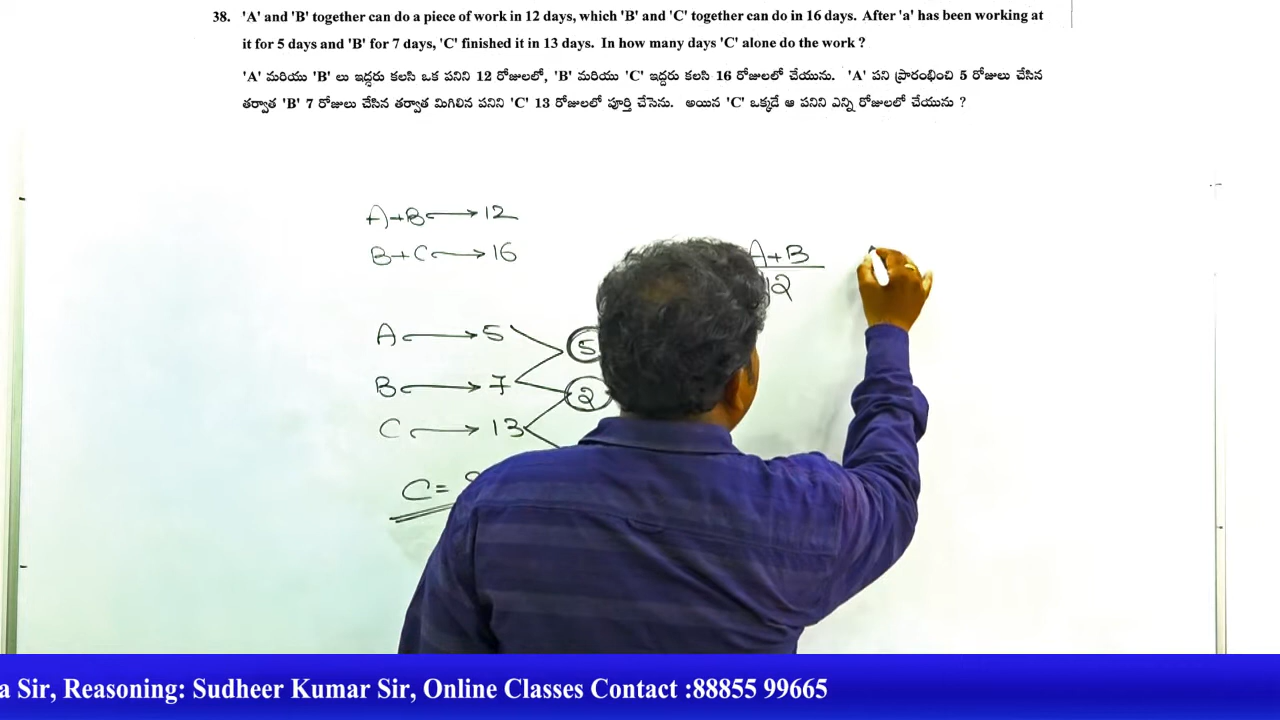 38. 'A' and 'B' together can do a piece of work in 12 days, which 'B' and 'C' together can do in 16 days. After 'a' has been working at
it for 5 days and 'B' for 7 days, 'C' finished it in 13 days. In how many days 'C' alone do the work ?
'A' మరియు 'B' లు ఇద్దరు కలసి ఒక పనిని 12 రోజులలో, 'B' మరియు 'C' ఇద్దరు కలసి 16 రోజులలో చేయును. 'A' పని ప్రారంభించి 5 రోజులు చేసిన
తర్వాత 'B' 7 రోజులు చేసిన తర్వాత మిగిలిన పనిని 'C' 13 రోజులలో పూర్తి చేసెను. అయిన 'C' ఒక్కడే ఆ పనిని ఎన్ని రోజులలో చేయును ?
A+B → 12
B+C → 16
A+B
12
A → 5
5
B → 7
2
C → 13
C=
a Sir, Reasoning: Sudheer Kumar Sir, Online Classes Contact :88855 99665